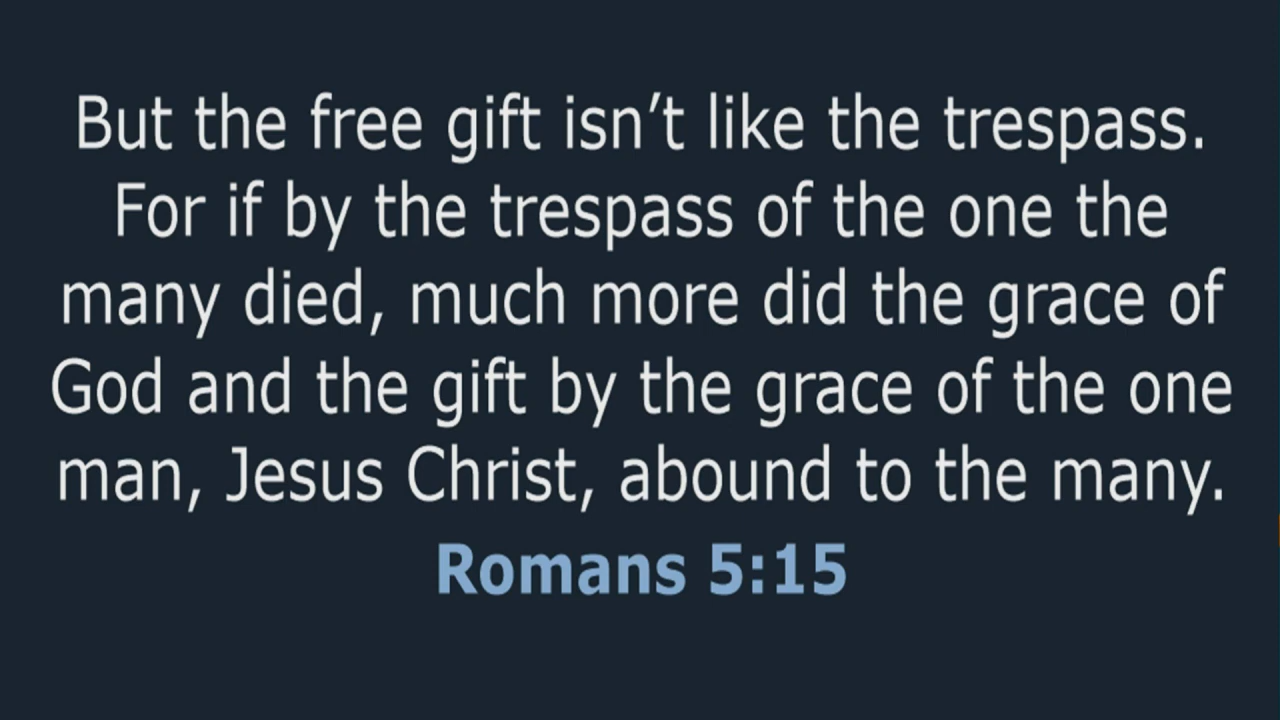 But the free gift isn’t like the trespass.
For if by the trespass of the one the
many died, much more did the grace of
God and the gift by the grace of the one
man, Jesus Christ, abound to the many.
Romans 5:15